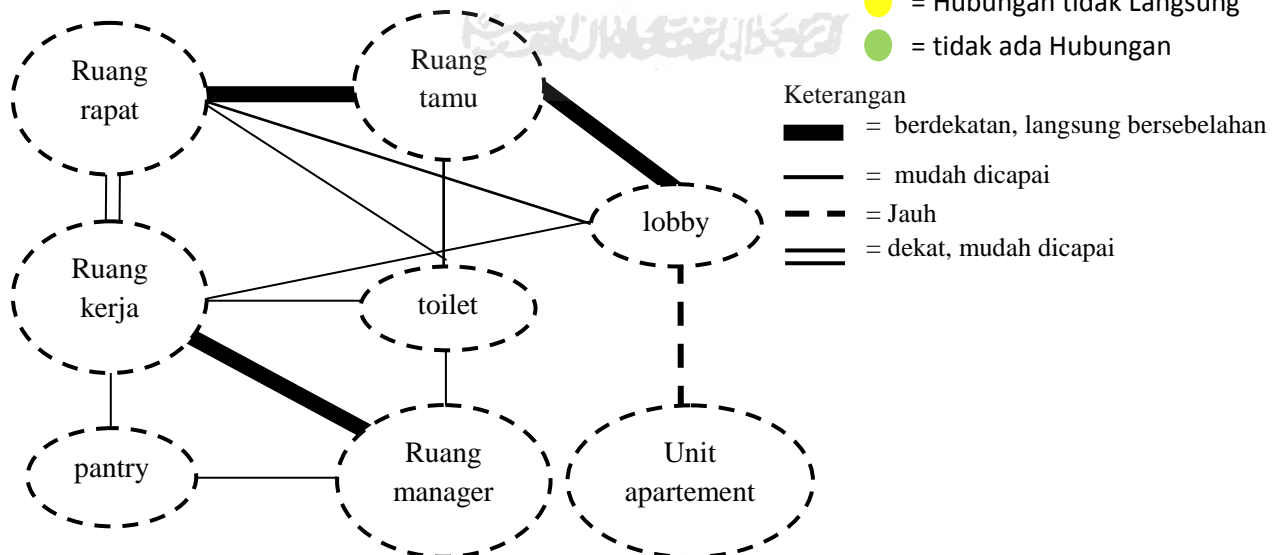 = Hubungan tidak Langsung
= tidak ada Hubungan
Keterangan
= berdekatan, langsung bersebelahan
= mudah dicapai
= Jauh
= dekat, mudah dicapai
Ruang
rapat
Ruang
tamu
lobby
Ruang
kerja
toilet
pantry
Ruang
manager
Unit
apartement